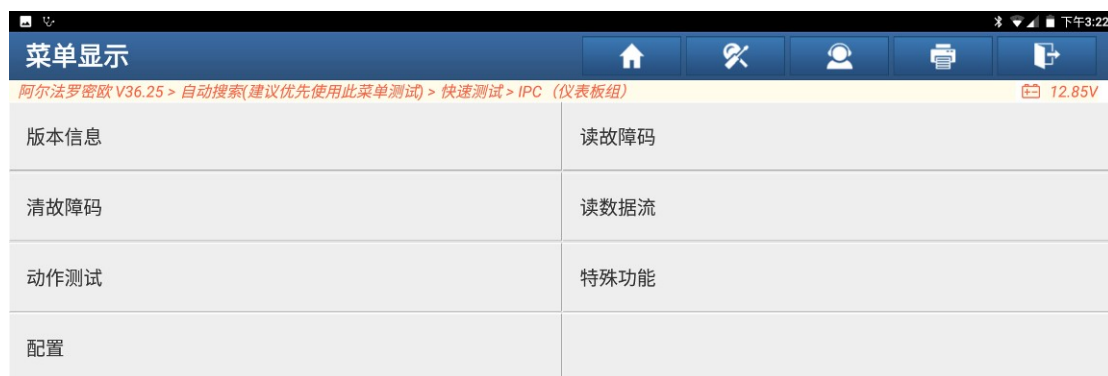 下午3:22
菜单显示
阿尔法罗密欧 V36.25 > 自动搜索(建议优先使用此菜单测试) > 快速测试 > IPC（仪表板组） 12.85V
版本信息 读故障码
清故障码 读数据流
动作测试 特殊功能
配置